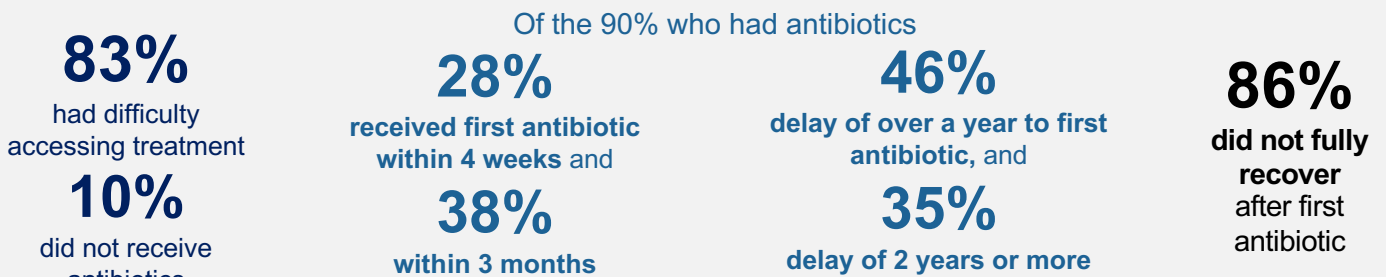 83%
had difficulty
accessing treatment
10%
did not receive
antibiotics
Of the 90% who had antibiotics
28%
received first antibiotic
within 4 weeks and
38%
within 3 months
46%
delay of over a year to first
antibiotic, and
35%
delay of 2 years or more
86%
did not fully
recover
after first
antibiotic